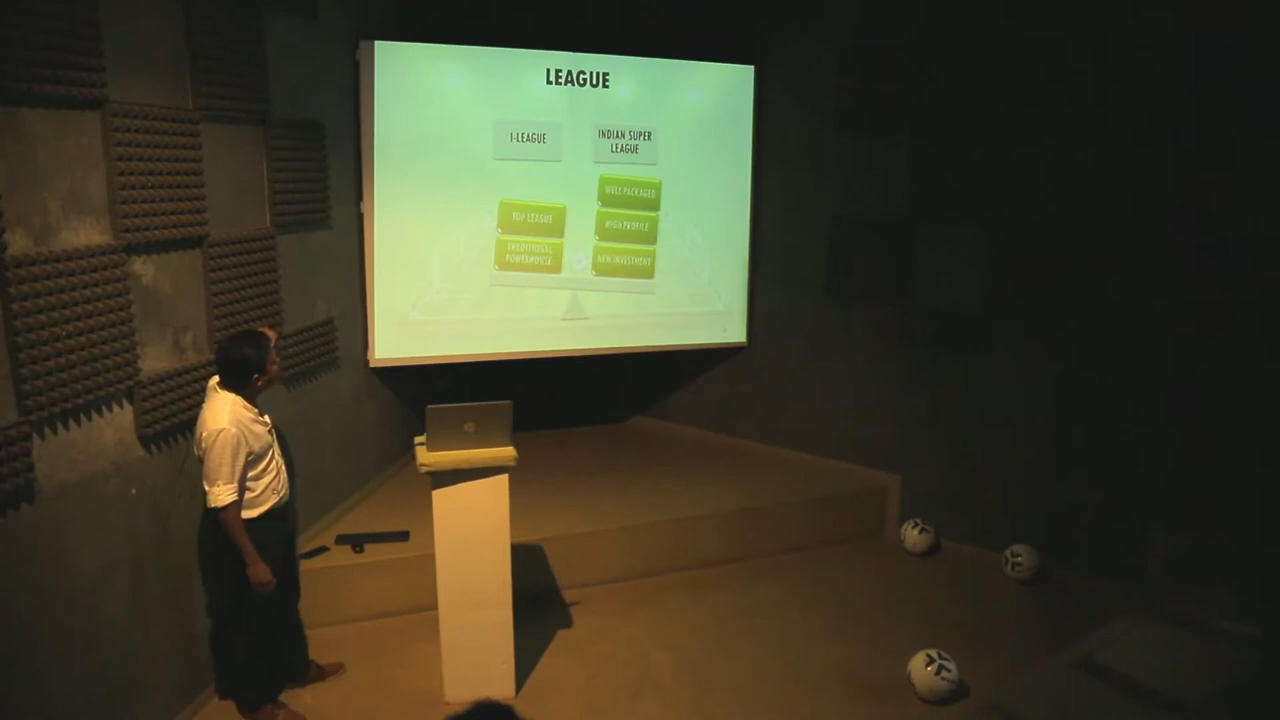 LEAGUE
I-LEAGUE
INDIAN SUPER
LEAGUE
WELL PACKAGED
TOP LEAGUE
HIGH PROFILE
TRADITIONAL
POWERHOUSE
NEW INVESTMENT